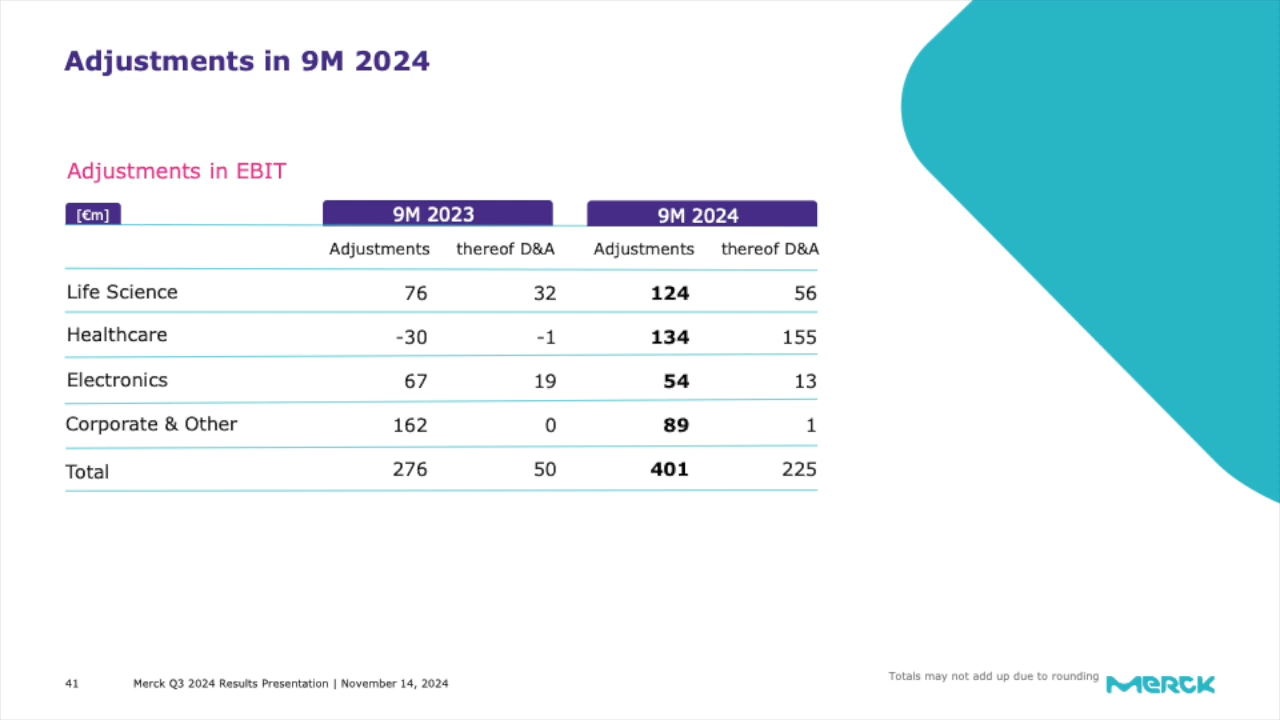 Adjustments in 9M 2024
Adjustments in EBIT
[€m] 9M 2023 9M 2024
Adjustments thereof D&A Adjustments thereof D&A
Life Science 76 32 124 56
Healthcare -30 -1 134 155
Electronics 67 19 54 13
Corporate & Other 162 0 89 1
Total 276 50 401 225
Totals may not add up due to rounding
41 Merck Q3 2024 Results Presentation | November 14, 2024
MERCK